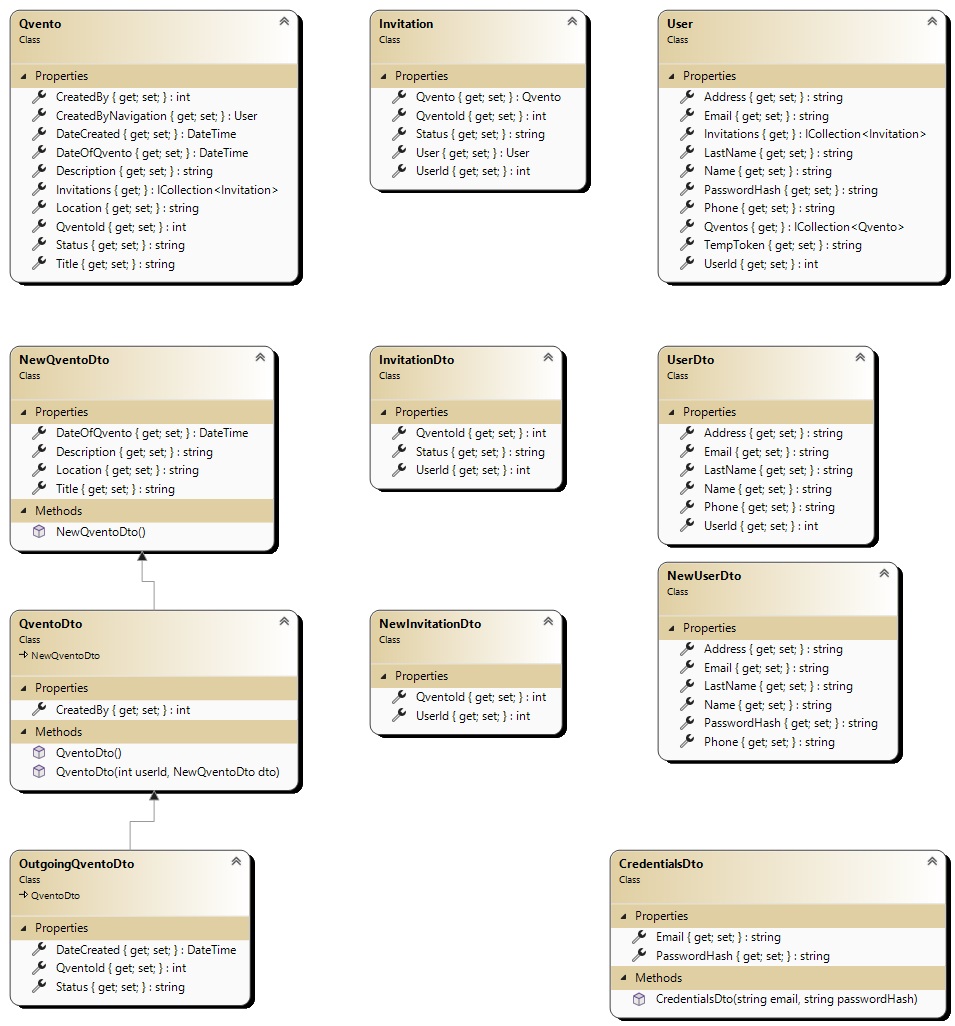 Qvento
Class
Properties
CreatedBy { get; set; } : int
CreatedByNavigation { get; set; } : User
DateCreated { get; set; } : DateTime
DateOfQvento { get; set; } : DateTime
Description { get; set; } : string
Invitations { get; } : ICollection<Invitation>
Location { get; set; } : string
QventoId { get; set; } : int
Status { get; set; } : string
Title { get; set; } : string
Invitation
Class
Properties
Qvento { get; set; } : Qvento
QventoId { get; set; } : int
Status { get; set; } : string
User { get; set; } : User
UserId { get; set; } : int
User
Class
Properties
Address { get; set; } : string
Email { get; set; } : string
Invitations { get; } : ICollection<Invitation>
LastName { get; set; } : string
Name { get; set; } : string
PasswordHash { get; set; } : string
Phone { get; set; } : string
Qventos { get; } : ICollection<Qvento>
TempToken { get; set; } : string
UserId { get; set; } : int
NewQventoDto
Class
Properties
DateOfQvento { get; set; } : DateTime
Description { get; set; } : string
Location { get; set; } : string
Title { get; set; } : string
Methods
NewQventoDto()
InvitationDto
Class
Properties
QventoId { get; set; } : int
Status { get; set; } : string
UserId { get; set; } : int
UserDto
Class
Properties
Address { get; set; } : string
Email { get; set; } : string
LastName { get; set; } : string
Name { get; set; } : string
Phone { get; set; } : string
UserId { get; set; } : int
QventoDto
Class
NewQventoDto
Properties
CreatedBy { get; set; } : int
Methods
QventoDto()
QventoDto(int userId, NewQventoDto dto)
NewInvitationDto
Class
Properties
QventoId { get; set; } : int
UserId { get; set; } : int
NewUserDto
Class
Properties
Address { get; set; } : string
Email { get; set; } : string
LastName { get; set; } : string
Name { get; set; } : string
PasswordHash { get; set; } : string
Phone { get; set; } : string
OutgoingQventoDto
Class
QventoDto
Properties
DateCreated { get; set; } : DateTime
QventoId { get; set; } : int
Status { get; set; } : string
CredentialsDto
Class
Properties
Email { get; set; } : string
PasswordHash { get; set; } : string
Methods
CredentialsDto(string email, string passwordHash)